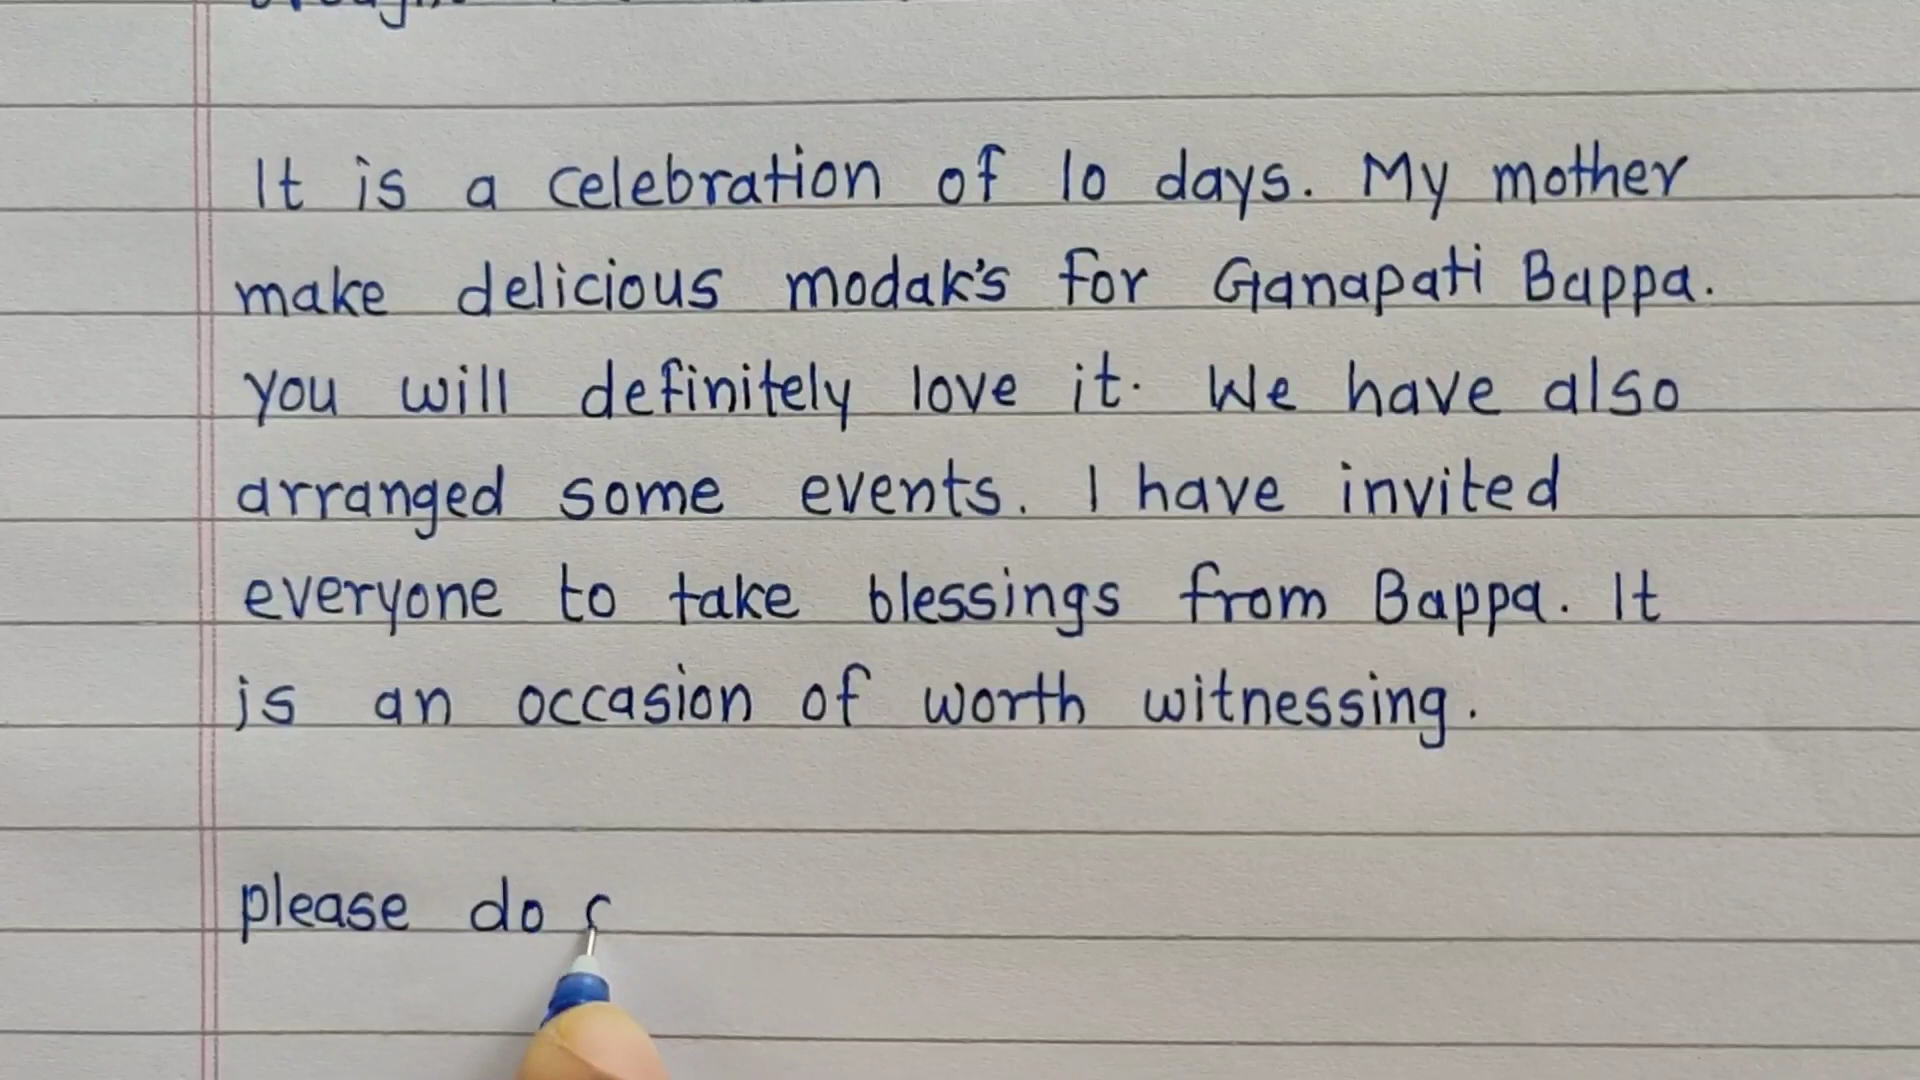 It is a celebration of 10 days. My mother
make delicious modak's for Ganapati Bappa.
you will definitely love it. We have also
arranged some events. I have invited
everyone to take blessings from Bappa. It
is an occasion of worth witnessing.
please do